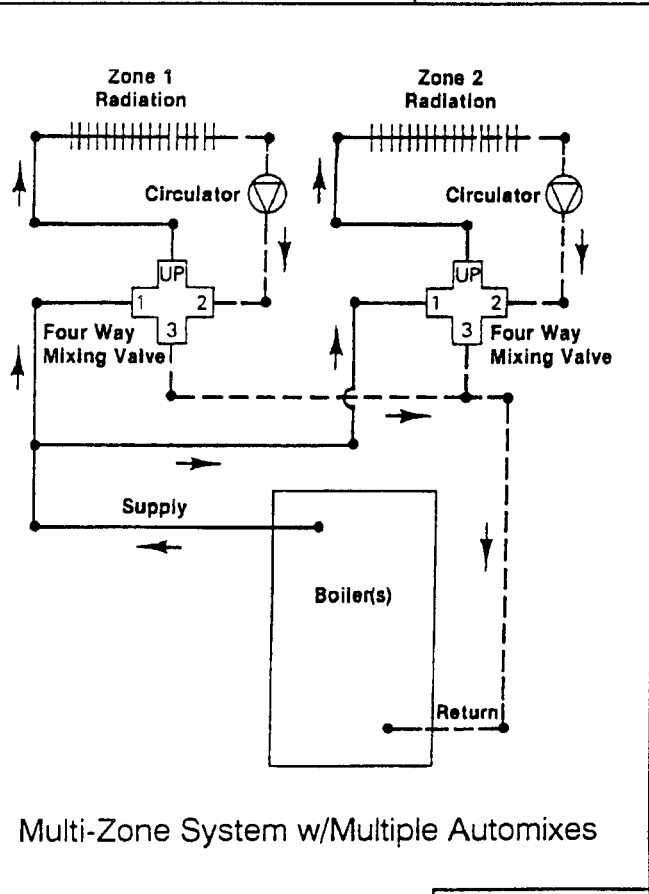 Zone 1
Radiation
Zone 2
Radiation
Circulator
Circulator
UP
1
2
3
Four Way
Mixing Valve
UP
1
2
3
Four Way
Mixing Valve
Supply
Boiler(s)
Return
Multi-Zone System w/Multiple Automixes